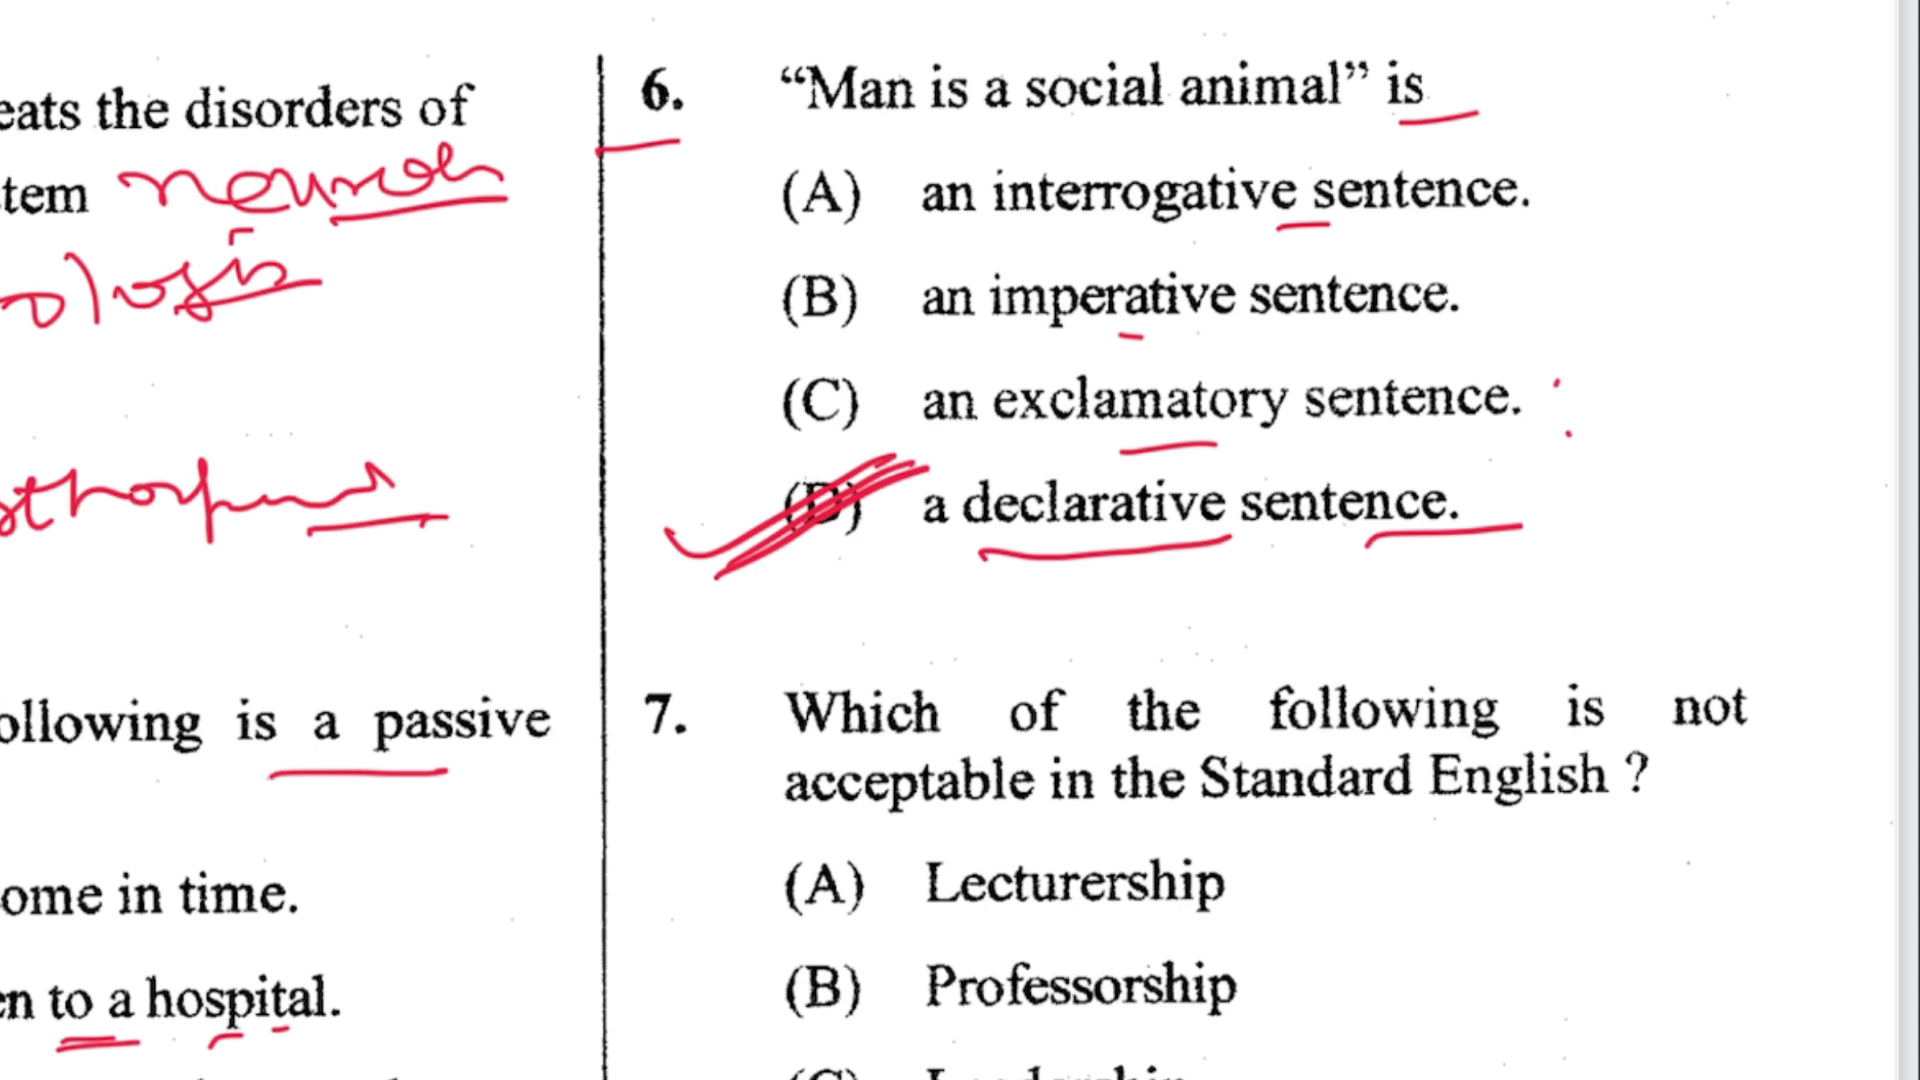 eats the disorders of
tem
ollowing is a passive
ome in time.
en to a hospital.
6. “Man is a social animal” is
(A) an interrogative sentence.
(B) an imperative sentence.
(C) an exclamatory sentence.
(D) a declarative sentence.
7. Which of the following is not
acceptable in the Standard English ?
(A) Lecturership
(B) Professorship